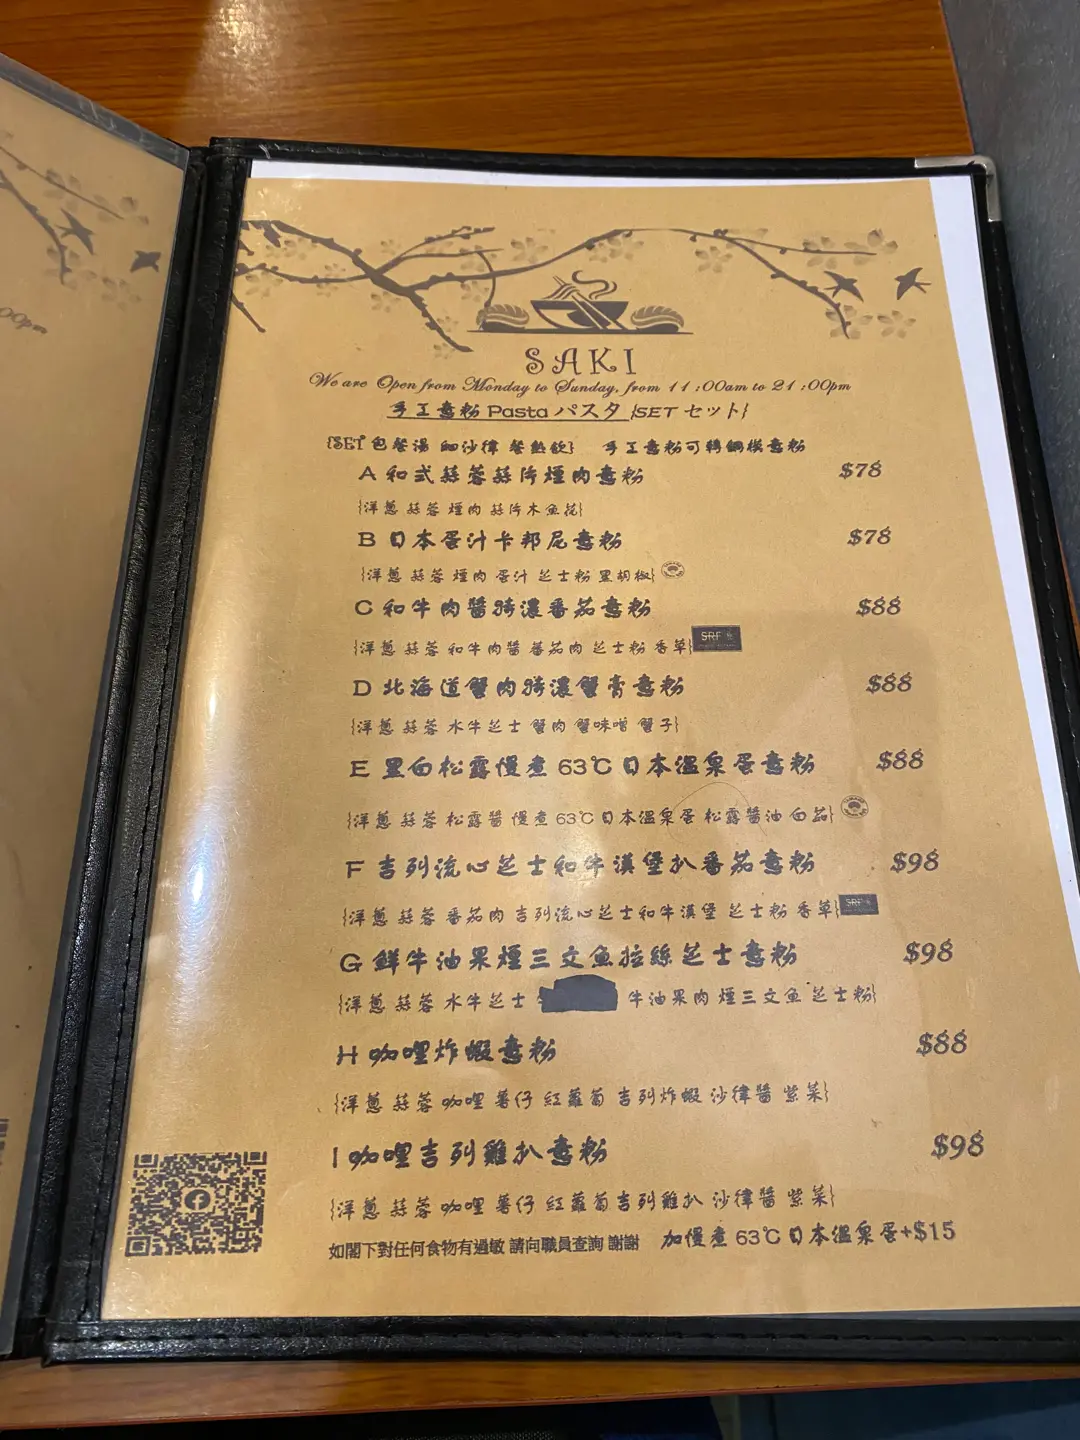 00pm
SAKI
We are Open from Monday to Sunday, from 11:00am to 21:00pm
手工意粉 Pasta パスタ {SET セット}
{SET 包餐湯 細沙律 餐熱飲} 手工意粉可轉鋼模意粉
A 和式蒜蓉蒜片煙肉意粉 $78
{洋蔥 蒜蓉 煙肉 蒜片木魚花}
B 日本蛋汁卡邦尼意粉 $78
{洋蔥 蒜蓉 煙肉 蛋汁 芝士粉 黑胡椒}
C 和牛肉醬特濃番茄意粉 $88
{洋蔥 蒜蓉 和牛肉醬 番茄肉 芝士粉 香草} SRF
D 北海道蟹肉特濃蟹膏意粉 $88
{洋蔥 蒜蓉 水牛芝士 蟹肉 蟹味噌 蟹子}
E 黑白松露慢煮 63℃日本溫泉蛋意粉 $88
{洋蔥 蒜蓉 松露醬 慢煮63℃日本溫泉蛋 松露醬油 白菇}
F 吉列流心芝士和牛漢堡扒番茄意粉 $98
{洋蔥 蒜蓉 番茄肉 吉列流心芝士和牛漢堡 芝士粉 香草} SRF
G 鮮牛油果煙三文魚拉絲芝士意粉 $98
{洋蔥 蒜蓉 水牛芝士 牛油果肉 煙三文魚 芝士粉}
H 咖哩炸蝦意粉 $88
{洋蔥 蒜蓉 咖哩 薯仔 紅蘿蔔 吉列炸蝦 沙律醬 紫菜}
I 咖哩吉列雞扒意粉 $98
{洋蔥 蒜蓉 咖哩 薯仔 紅蘿蔔吉列雞扒 沙律醬 紫菜}
如閣下對任何食物有過敏 請向職員查詢 謝謝 加慢煮 63℃日本溫泉蛋+$15